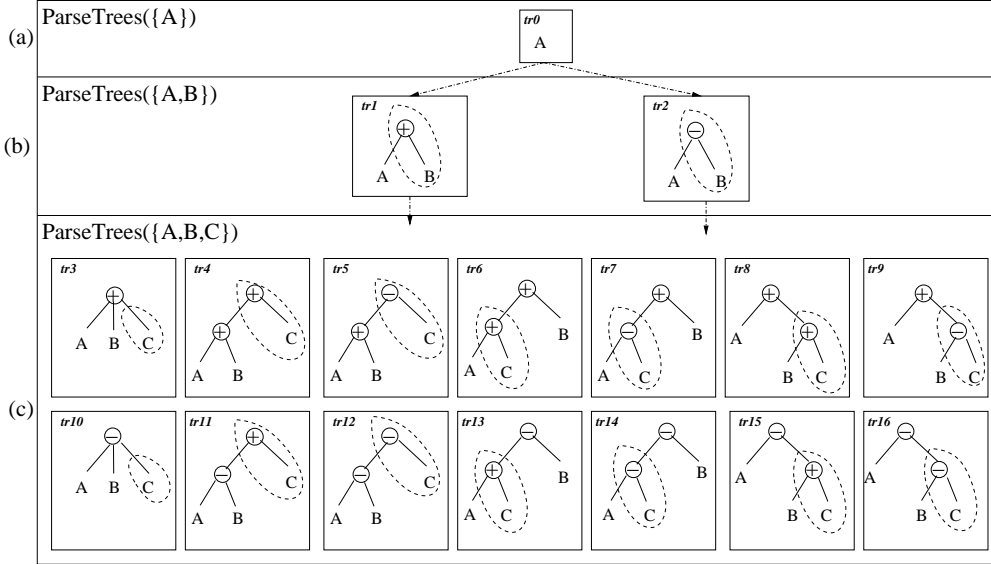 (a)
ParseTrees({A})
tr0
A
(b)
ParseTrees({A,B})
tr1
+
A B
tr2
−
A B
(c)
ParseTrees({A,B,C})
tr3
+
A B C
tr4
+
+
C
A B
tr5
−
+
C
A B
tr6
+
+
B
A C
tr7
+
−
B
A C
tr8
+
+
A
B C
tr9
+
−
A
B C
tr10
−
A B C
tr11
+
−
C
A B
tr12
−
−
C
A B
tr13
−
+
B
A C
tr14
−
−
B
A C
tr15
−
+
A
B C
tr16
−
−
A
B C